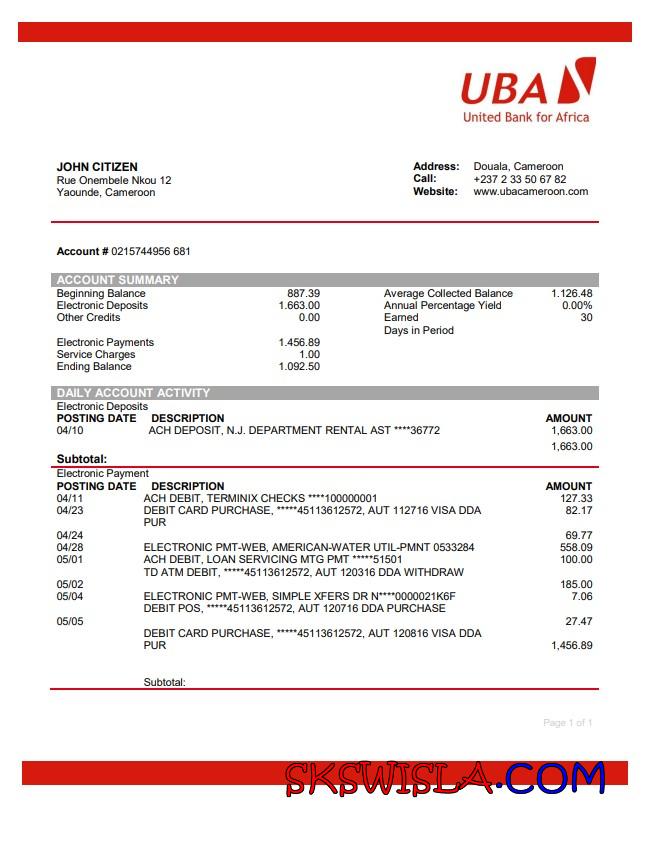 UBA
United Bank for Africa
JOHN CITIZEN
Rue Onembele Nkou 12
Yaounde, Cameroon
Address: Douala, Cameroon
Call: +237 2 33 50 67 82
Website: www.ubacameroon.com
Account # 0215744956 681
ACCOUNT SUMMARY
Beginning Balance 887.39 Average Collected Balance 1.126.48
Electronic Deposits 1.663.00 Annual Percentage Yield 0.00%
Other Credits 0.00 Earned 30
Days in Period
Electronic Payments 1.456.89
Service Charges 1.00
Ending Balance 1.092.50
DAILY ACCOUNT ACTIVITY
Electronic Deposits
POSTING DATE DESCRIPTION AMOUNT
04/10 ACH DEPOSIT, N.J. DEPARTMENT RENTAL AST ****36772 1,663.00
1,663.00
Subtotal:
Electronic Payment
POSTING DATE DESCRIPTION AMOUNT
04/11 ACH DEBIT, TERMINIX CHECKS ****100000001 127.33
04/23 DEBIT CARD PURCHASE, *****45113612572, AUT 112716 VISA DDA 82.17
PUR
04/24 69.77
04/28 ELECTRONIC PMT-WEB, AMERICAN-WATER UTIL-PMNT 0533284 558.09
05/01 ACH DEBIT, LOAN SERVICING MTG PMT *****51501 100.00
TD ATM DEBIT, *****45113612572, AUT 120316 DDA WITHDRAW
05/02 185.00
05/04 ELECTRONIC PMT-WEB, SIMPLE XFERS DR N****0000021K6F 7.06
DEBIT POS, *****45113612572, AUT 120716 DDA PURCHASE
05/05 27.47
DEBIT CARD PURCHASE, *****45113612572, AUT 120816 VISA DDA
PUR 1,456.89
Subtotal:
Page 1 of 1
SKSWISLA.COM